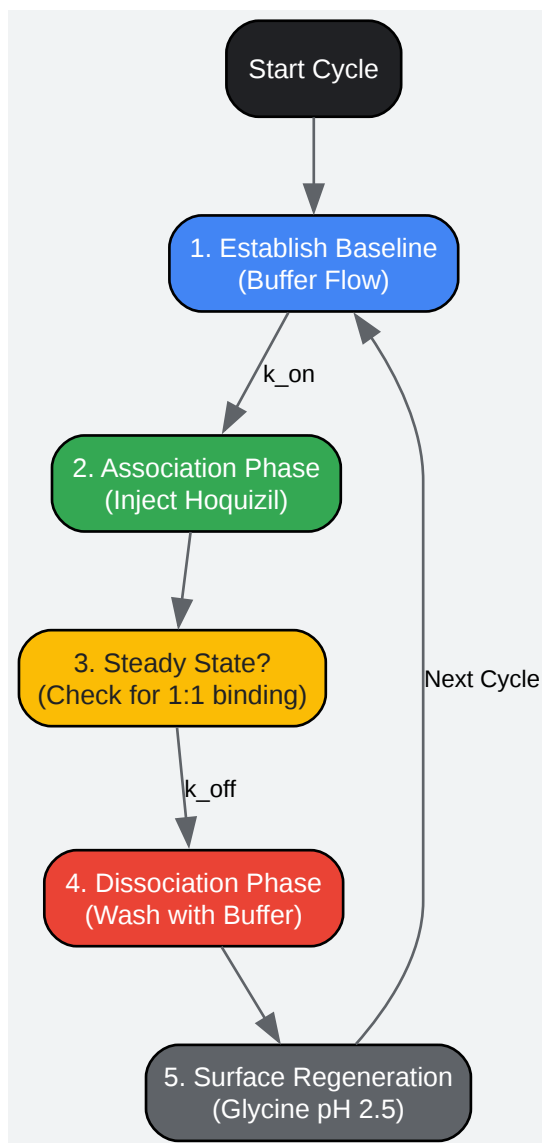 Start Cycle
1. Establish Baseline
(Buffer Flow)
k_on
2. Association Phase
(Inject Hoquizil)
3. Steady State?
(Check for 1:1 binding)
Next Cycle
k_off
4. Dissociation Phase
(Wash with Buffer)
5. Surface Regeneration
(Glycine pH 2.5)